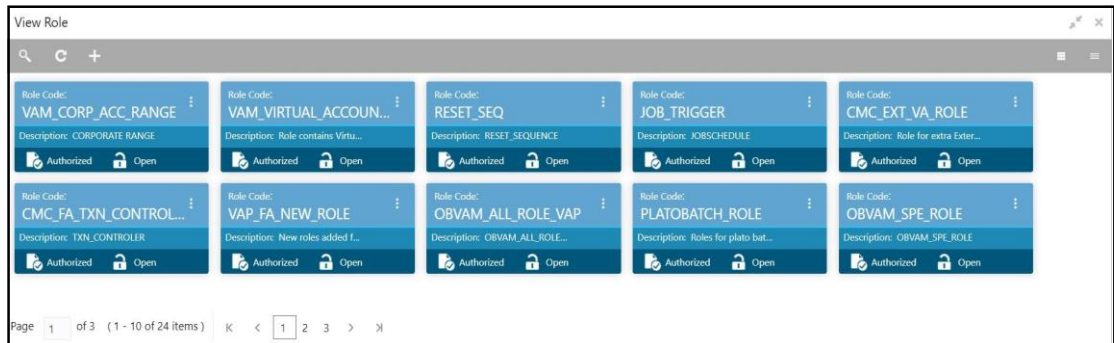 View Role
Role Code:
VAM_CORP_ACC_RANGE
Description: CORPORATE RANGE
Authorized Open
Role Code:
VAM_VIRTUAL_ACCOUN...
Description: Role contains Virtu...
Authorized Open
Role Code:
RESET_SEQ
Description: RESET_SEQUENCE
Authorized Open
Role Code:
JOB_TRIGGER
Description: JOBSCHEDULE
Authorized Open
Role Code:
CMC_EXT_VA_ROLE
Description: Role for extra Exter...
Authorized Open
Role Code:
CMC_FA_TXN_CONTROL...
Description: TXN_CONTROLER
Authorized Open
Role Code:
VAP_FA_NEW_ROLE
Description: New roles added f...
Authorized Open
Role Code:
OBVAM_ALL_ROLE_VAP
Description: OBVAM_ALL_ROLE...
Authorized Open
Role Code:
PLATOBATCH_ROLE
Description: Roles for plato bat...
Authorized Open
Role Code:
OBVAM_SPE_ROLE
Description: OBVAM_SPE_ROLE
Authorized Open
Page 1 of 3 ( 1 - 10 of 24 items ) 1 2 3